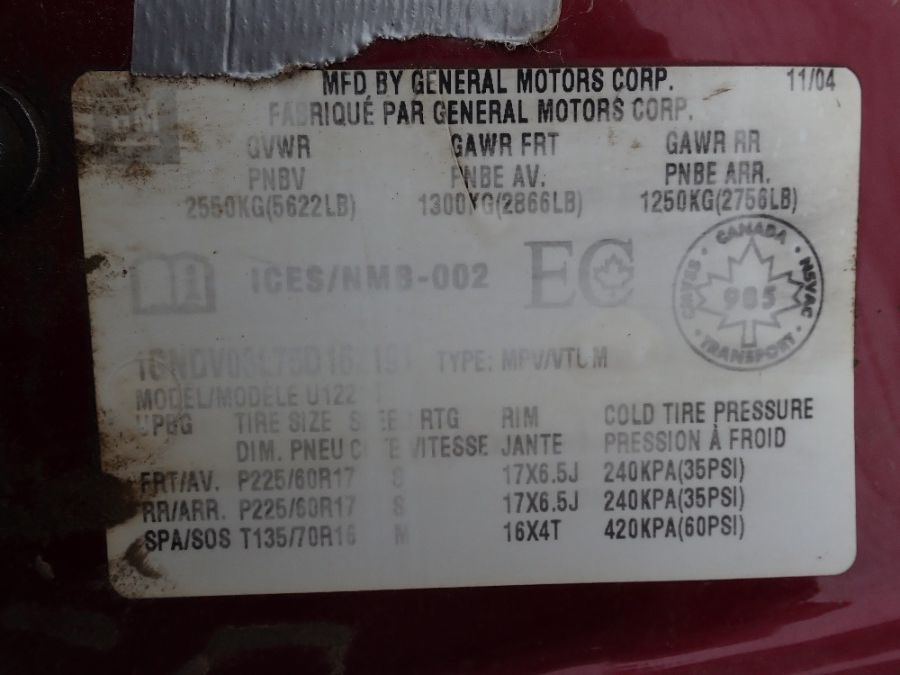 MFD BY GENERAL MOTORS CORP. 11/04
FABRIQUÉ PAR GENERAL MOTORS CORP.
GVWR GAWR FRT GAWR RR
PNBV PNBE AV. PNBE ARR.
2550KG(5622LB) 1300KG(2866LB) 1250KG(2756LB)
ICES/NMB-002 EC
CANADA
NSVAC
985
CMVSS
TRANSPORT
TYPE: MPV/VTUM
MODEL/MODÈLE U122
TIRE SIZE RTG RIM COLD TIRE PRESSURE
DIM. PNEU VITESSE JANTE PRESSION À FROID
FRT/AV. P225/60R17 S 17X6.5J 240KPA(35PSI)
RR/ARR. P225/60R17 S 17X6.5J 240KPA(35PSI)
SPA/SOS T135/70R16 M 16X4T 420KPA(60PSI)